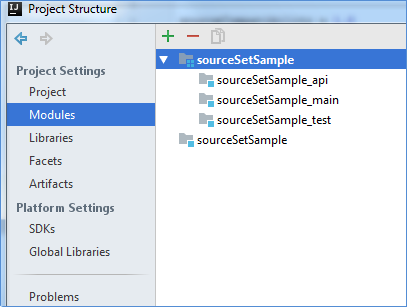 IJ Project Structure
Project Settings
Project
Modules
Libraries
Facets
Artifacts
Platform Settings
SDKs
Global Libraries
Problems
sourceSetSample
sourceSetSample_api
sourceSetSample_main
sourceSetSample_test
sourceSetSample